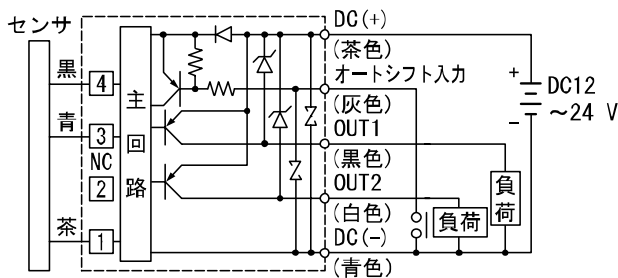 センサ
黒
4
青
3
NC
2
茶
1
主
回
路
DC(+)
(茶色)
オートシフト入力
(灰色)
OUT1
(黒色)
OUT2
(白色)
DC(-)
(青色)
負荷
負荷
+
-
DC12
～24 V